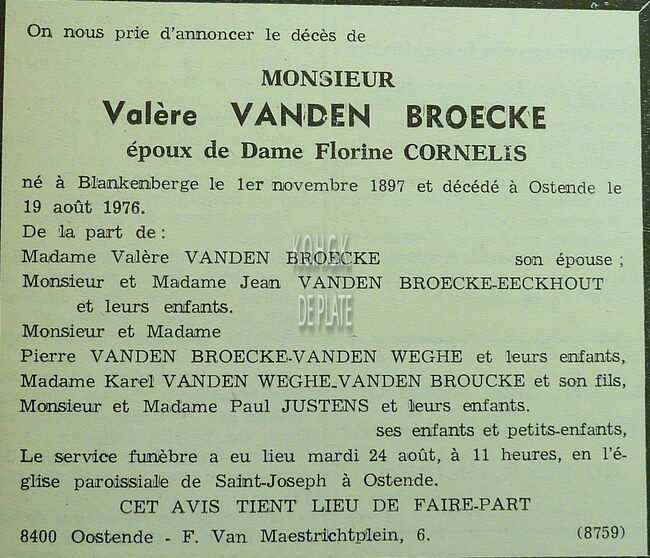 On nous prie d'annoncer le décès de
MONSIEUR
Valère VANDEN BROECKE
époux de Dame Florine CORNELIS
né à Blankenberge le 1er novembre 1897 et décédé à Ostende le
19 août 1976.
De la part de :
Madame Valère VANDEN BROECKE son épouse ;
Monsieur et Madame Jean VANDEN BROECKE-EECKHOUT
et leurs enfants.
Monsieur et Madame
Pierre VANDEN BROECKE-VANDEN WEGHE et leurs enfants,
Madame Karel VANDEN WEGHE-VANDEN BROUCKE et son fils,
Monsieur et Madame Paul JUSTENS et leurs enfants.
ses enfants et petits-enfants,
Le service funèbre a eu lieu mardi 24 août, à 11 heures, en l'é-
glise paroissialle de Saint-Joseph à Ostende.
CET AVIS TIENT LIEU DE FAIRE-PART
8400 Oostende - F. Van Maestrichtplein, 6. (8759)
KOHGK
DE PLATE